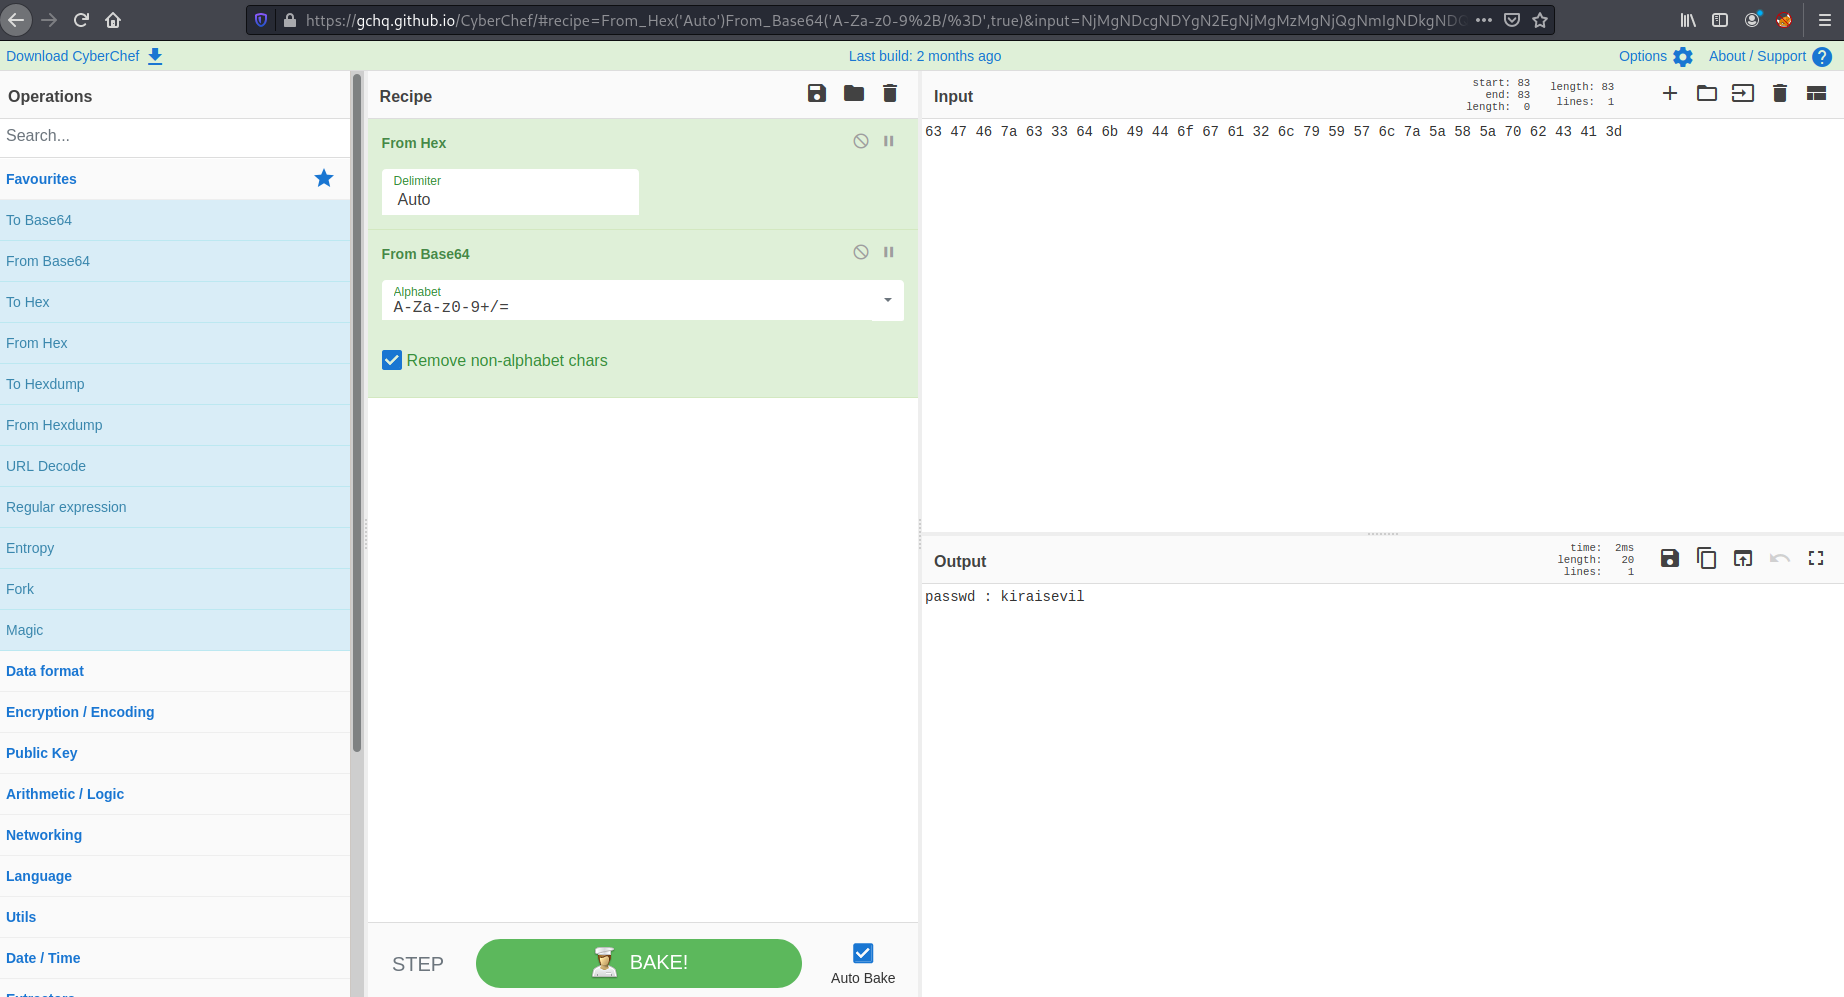 https://gchq.github.io/CyberChef/#recipe=From_Hex('Auto')From_Base64('A-Za-z0-9%2B/%3D',true)&input=NjMgNDcgNDYgN2EgNjMgMzMgNjQgNmIgNDkgNDQ
Download CyberChef
Last build: 2 months ago
Options
About / Support
Operations
Search...
Favourites
To Base64
From Base64
To Hex
From Hex
To Hexdump
From Hexdump
URL Decode
Regular expression
Entropy
Fork
Magic
Data format
Encryption / Encoding
Public Key
Arithmetic / Logic
Networking
Language
Utils
Date / Time
Extractors
Recipe
From Hex
Delimiter
Auto
From Base64
Alphabet
A-Za-z0-9+/=
Remove non-alphabet chars
STEP
BAKE!
Auto Bake
Input
start: 83
end: 83
length: 0
length: 83
lines: 1
63 47 46 7a 63 33 64 6b 49 44 6f 67 61 32 6c 79 59 57 6c 7a 5a 58 5a 70 62 43 41 3d
Output
time: 2ms
length: 20
lines: 1
passwd : kiraisevil